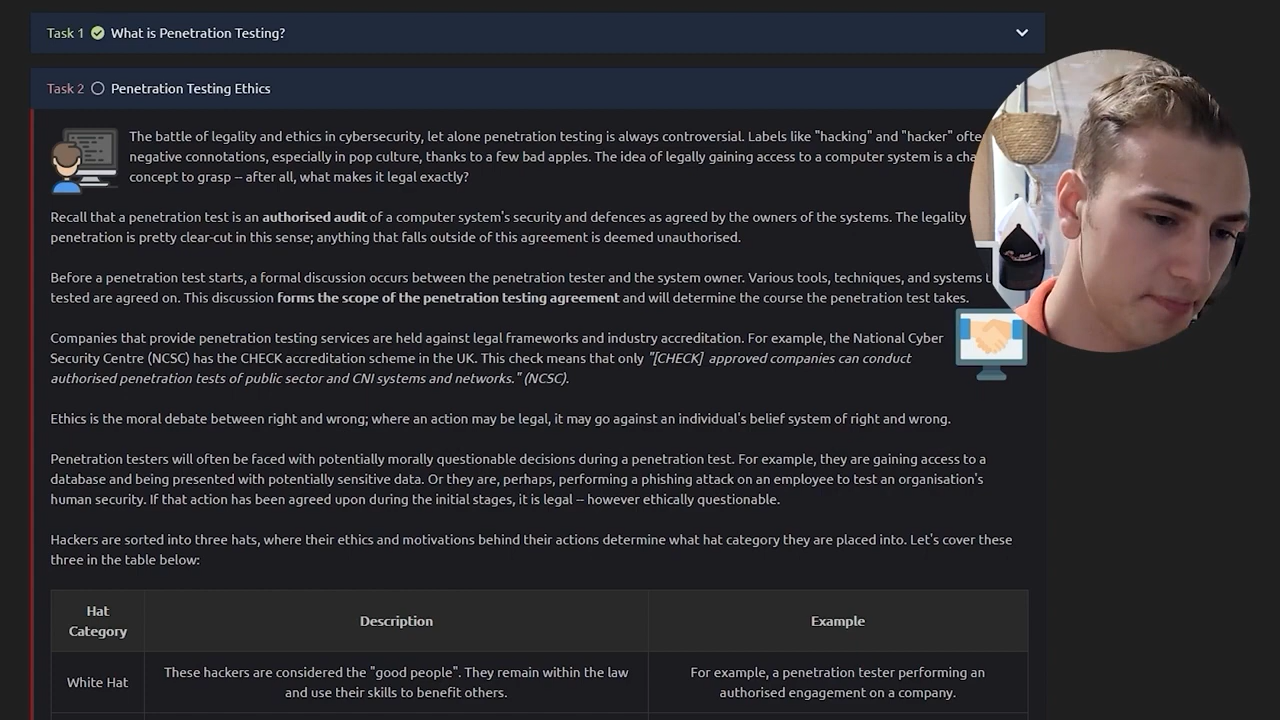 Task 1 What is Penetration Testing?
Task 2 Penetration Testing Ethics
The battle of legality and ethics in cybersecurity, let alone penetration testing is always controversial. Labels like "hacking" and "hacker"
negative connotations, especially in pop culture, thanks to a few bad apples. The idea of legally gaining access to a computer system is a
concept to grasp -- after all, what makes it legal exactly?
Recall that a penetration test is an authorised audit of a computer system's security and defences as agreed by the owners of the systems. The legality
penetration is pretty clear-cut in this sense; anything that falls outside of this agreement is deemed unauthorised.
Before a penetration test starts, a formal discussion occurs between the penetration tester and the system owner. Various tools, techniques, and systems
tested are agreed on. This discussion forms the scope of the penetration testing agreement and will determine the course the penetration test takes.
Companies that provide penetration testing services are held against legal frameworks and industry accreditation. For example, the National Cyber
Security Centre (NCSC) has the CHECK accreditation scheme in the UK. This check means that only "[CHECK] approved companies can conduct
authorised penetration tests of public sector and CNI systems and networks." (NCSC).
Ethics is the moral debate between right and wrong; where an action may be legal, it may go against an individual's belief system of right and wrong.
Penetration testers will often be faced with potentially morally questionable decisions during a penetration test. For example, they are gaining access to a
database and being presented with potentially sensitive data. Or they are, perhaps, performing a phishing attack on an employee to test an organisation's
human security. If that action has been agreed upon during the initial stages, it is legal -- however ethically questionable.
Hackers are sorted into three hats, where their ethics and motivations behind their actions determine what hat category they are placed into. Let's cover these
three in the table below:
Hat
Category
Description
Example
White Hat
These hackers are considered the "good people". They remain within the law
and use their skills to benefit others.
For example, a penetration tester performing an
authorised engagement on a company.